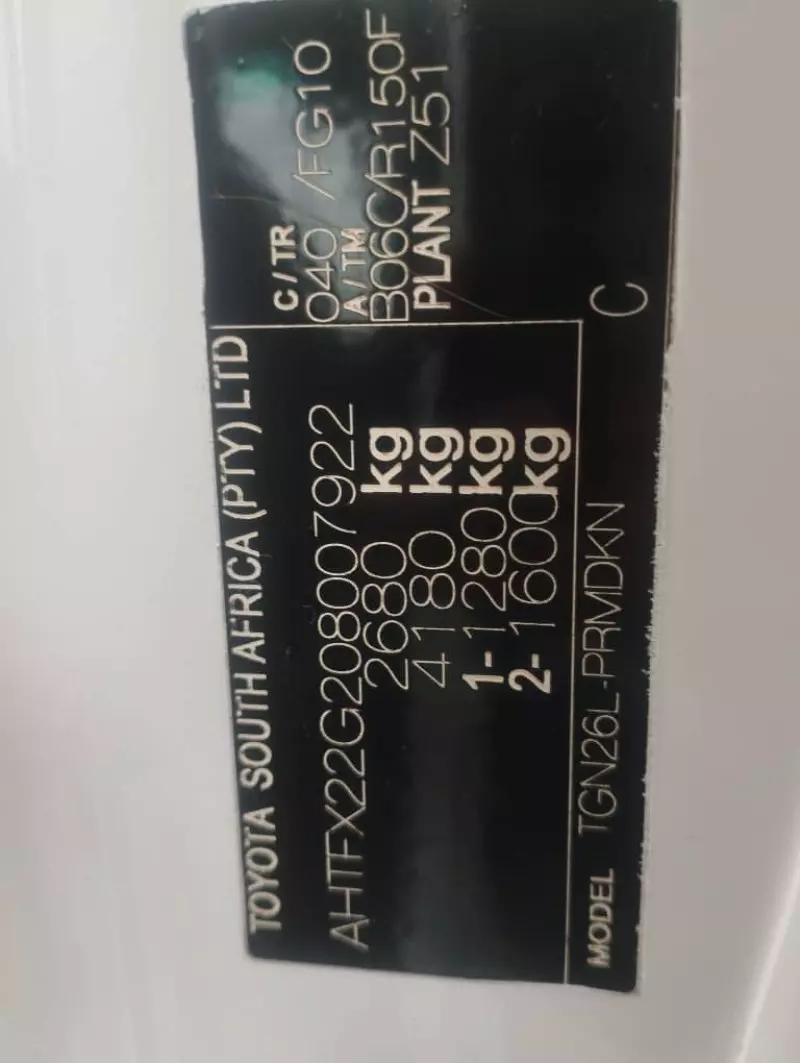 TOYOTA SOUTH AFRICA (PTY) LTD
AHTFX22G208007922
2680 kg
4180 kg
1- 1280 kg
2- 1600 kg
C/TR
040 /FG10
A/TM
B06C/R150F
PLANT Z51
MODEL TGN26L-PRMDKN C